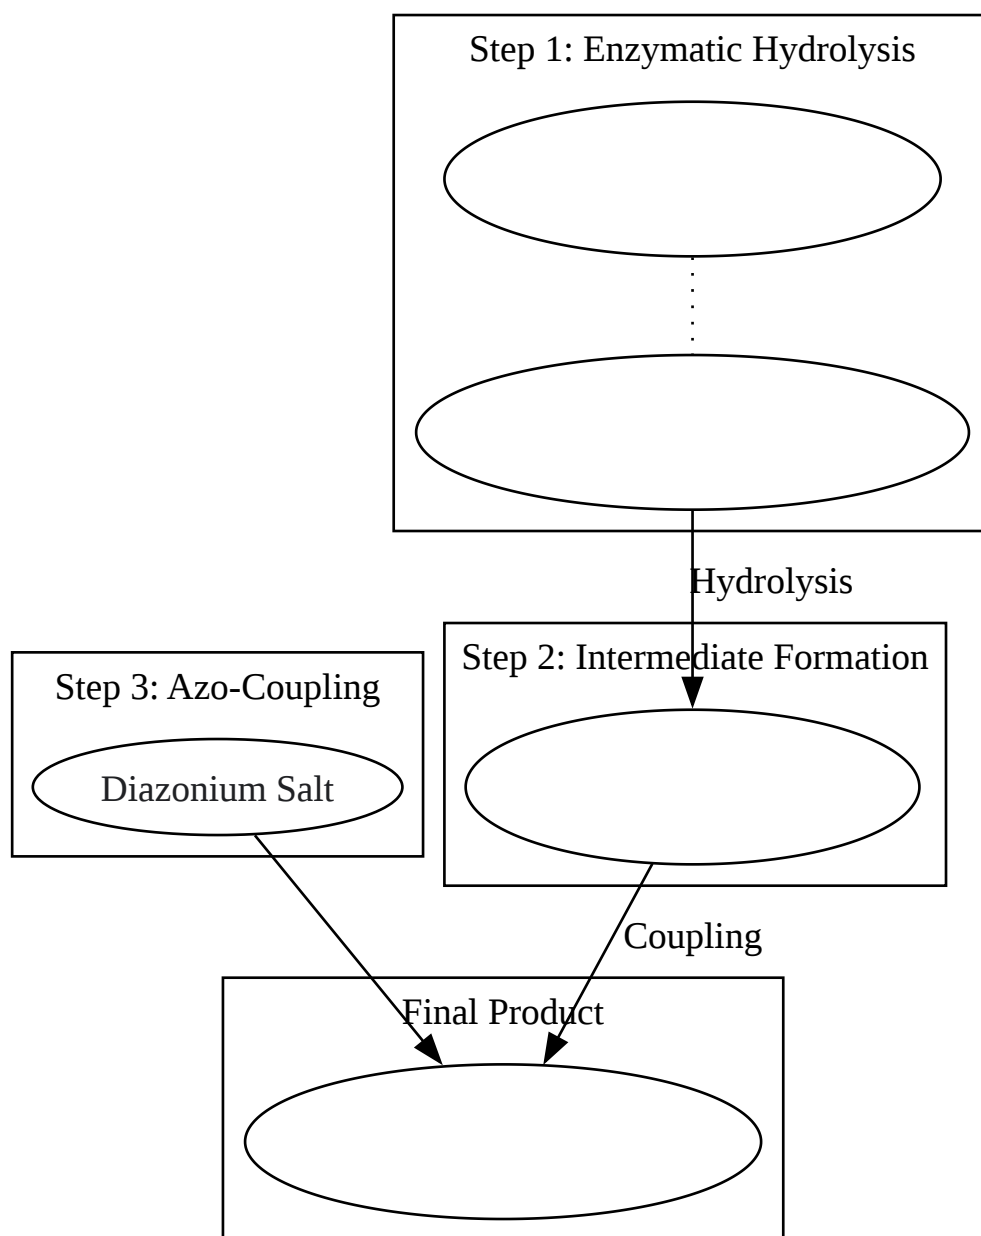 Step 1: Enzymatic Hydrolysis
Hydrolysis
Step 2: Intermediate Formation
Step 3: Azo-Coupling
Diazonium Salt
Coupling
Final Product